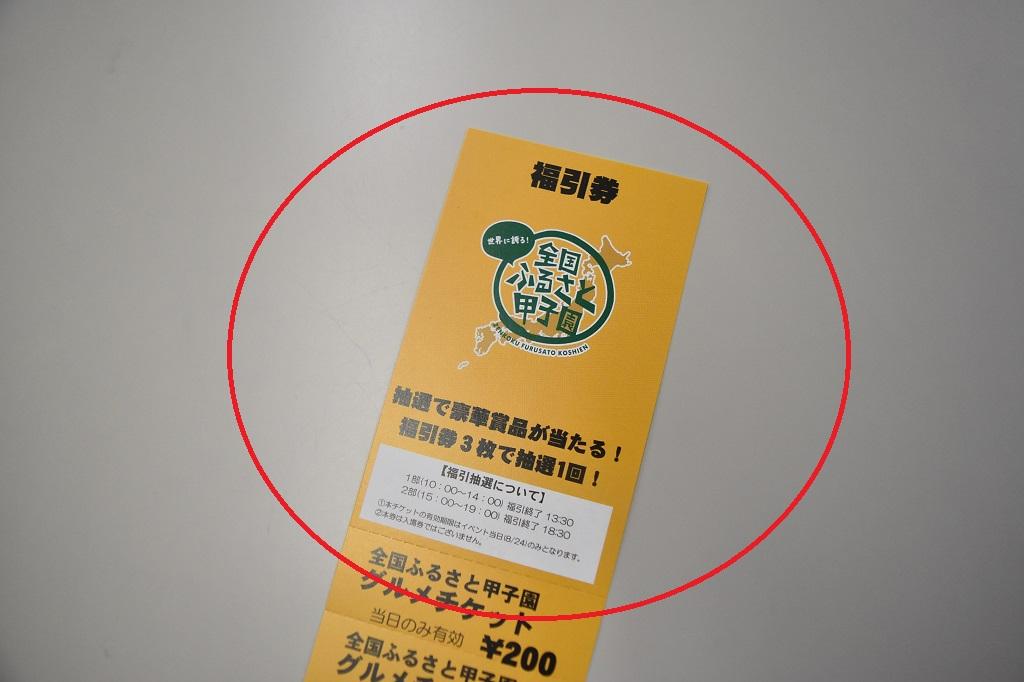 福引券
世界に誇る!
全国
ふるさと
甲子園
ZENKOKU FURUSATO KOSHIEN
抽選で豪華賞品が当たる!
福引券3枚で抽選1回!
【福引抽選について】
1部(10:00〜14:00) 福引終了 13:30
2部(15:00〜19:00) 福引終了 18:30
①本チケットの有効期限はイベント当日(8/24)のみとなります。
②本券は入場券ではございません。
全国ふるさと甲子園
グルメチケット
当日のみ有効 ¥200
全国ふるさと甲子園